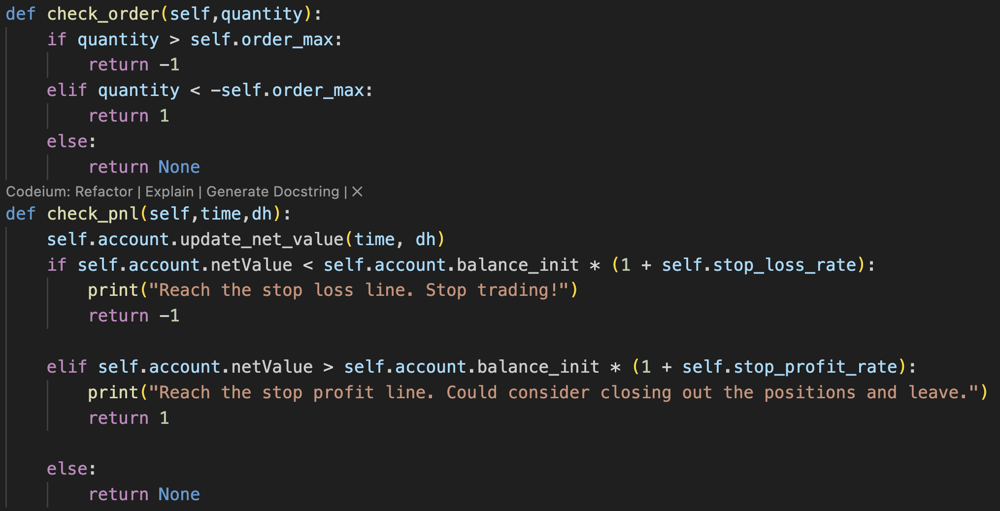 def check_order(self,quantity):
    if quantity > self.order_max:
        return -1
    elif quantity < -self.order_max:
        return 1
    else:
        return None
Codeium: Refactor | Explain | Generate Docstring | ×
def check_pnl(self,time,dh):
    self.account.update_net_value(time, dh)
    if self.account.netValue < self.account.balance_init * (1 + self.stop_loss_rate):
        print("Reach the stop loss line. Stop trading!")
        return -1

    elif self.account.netValue > self.account.balance_init * (1 + self.stop_profit_rate):
        print("Reach the stop profit line. Could consider closing out the positions and leave.")
        return 1

    else:
        return None